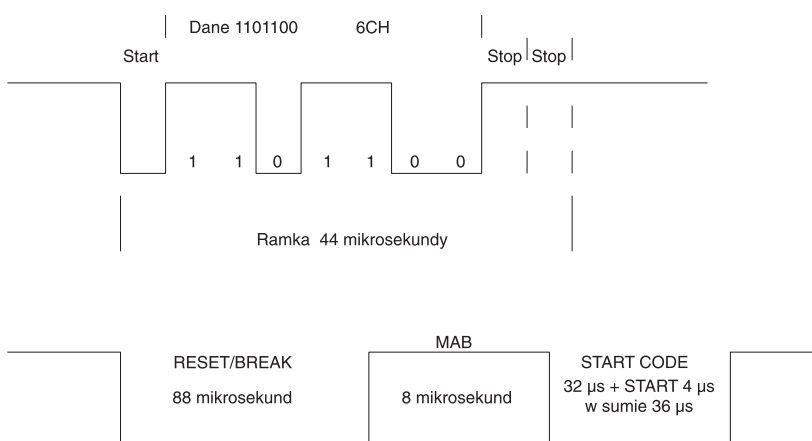 Dane 1101100 6CH
Start Stop Stop
1 1 0 1 1 0 0
Ramka 44 mikrosekundy
MAB
RESET/BREAK START CODE
88 mikrosekund 8 mikrosekund 32 µs + START 4 µs
w sumie 36 µs